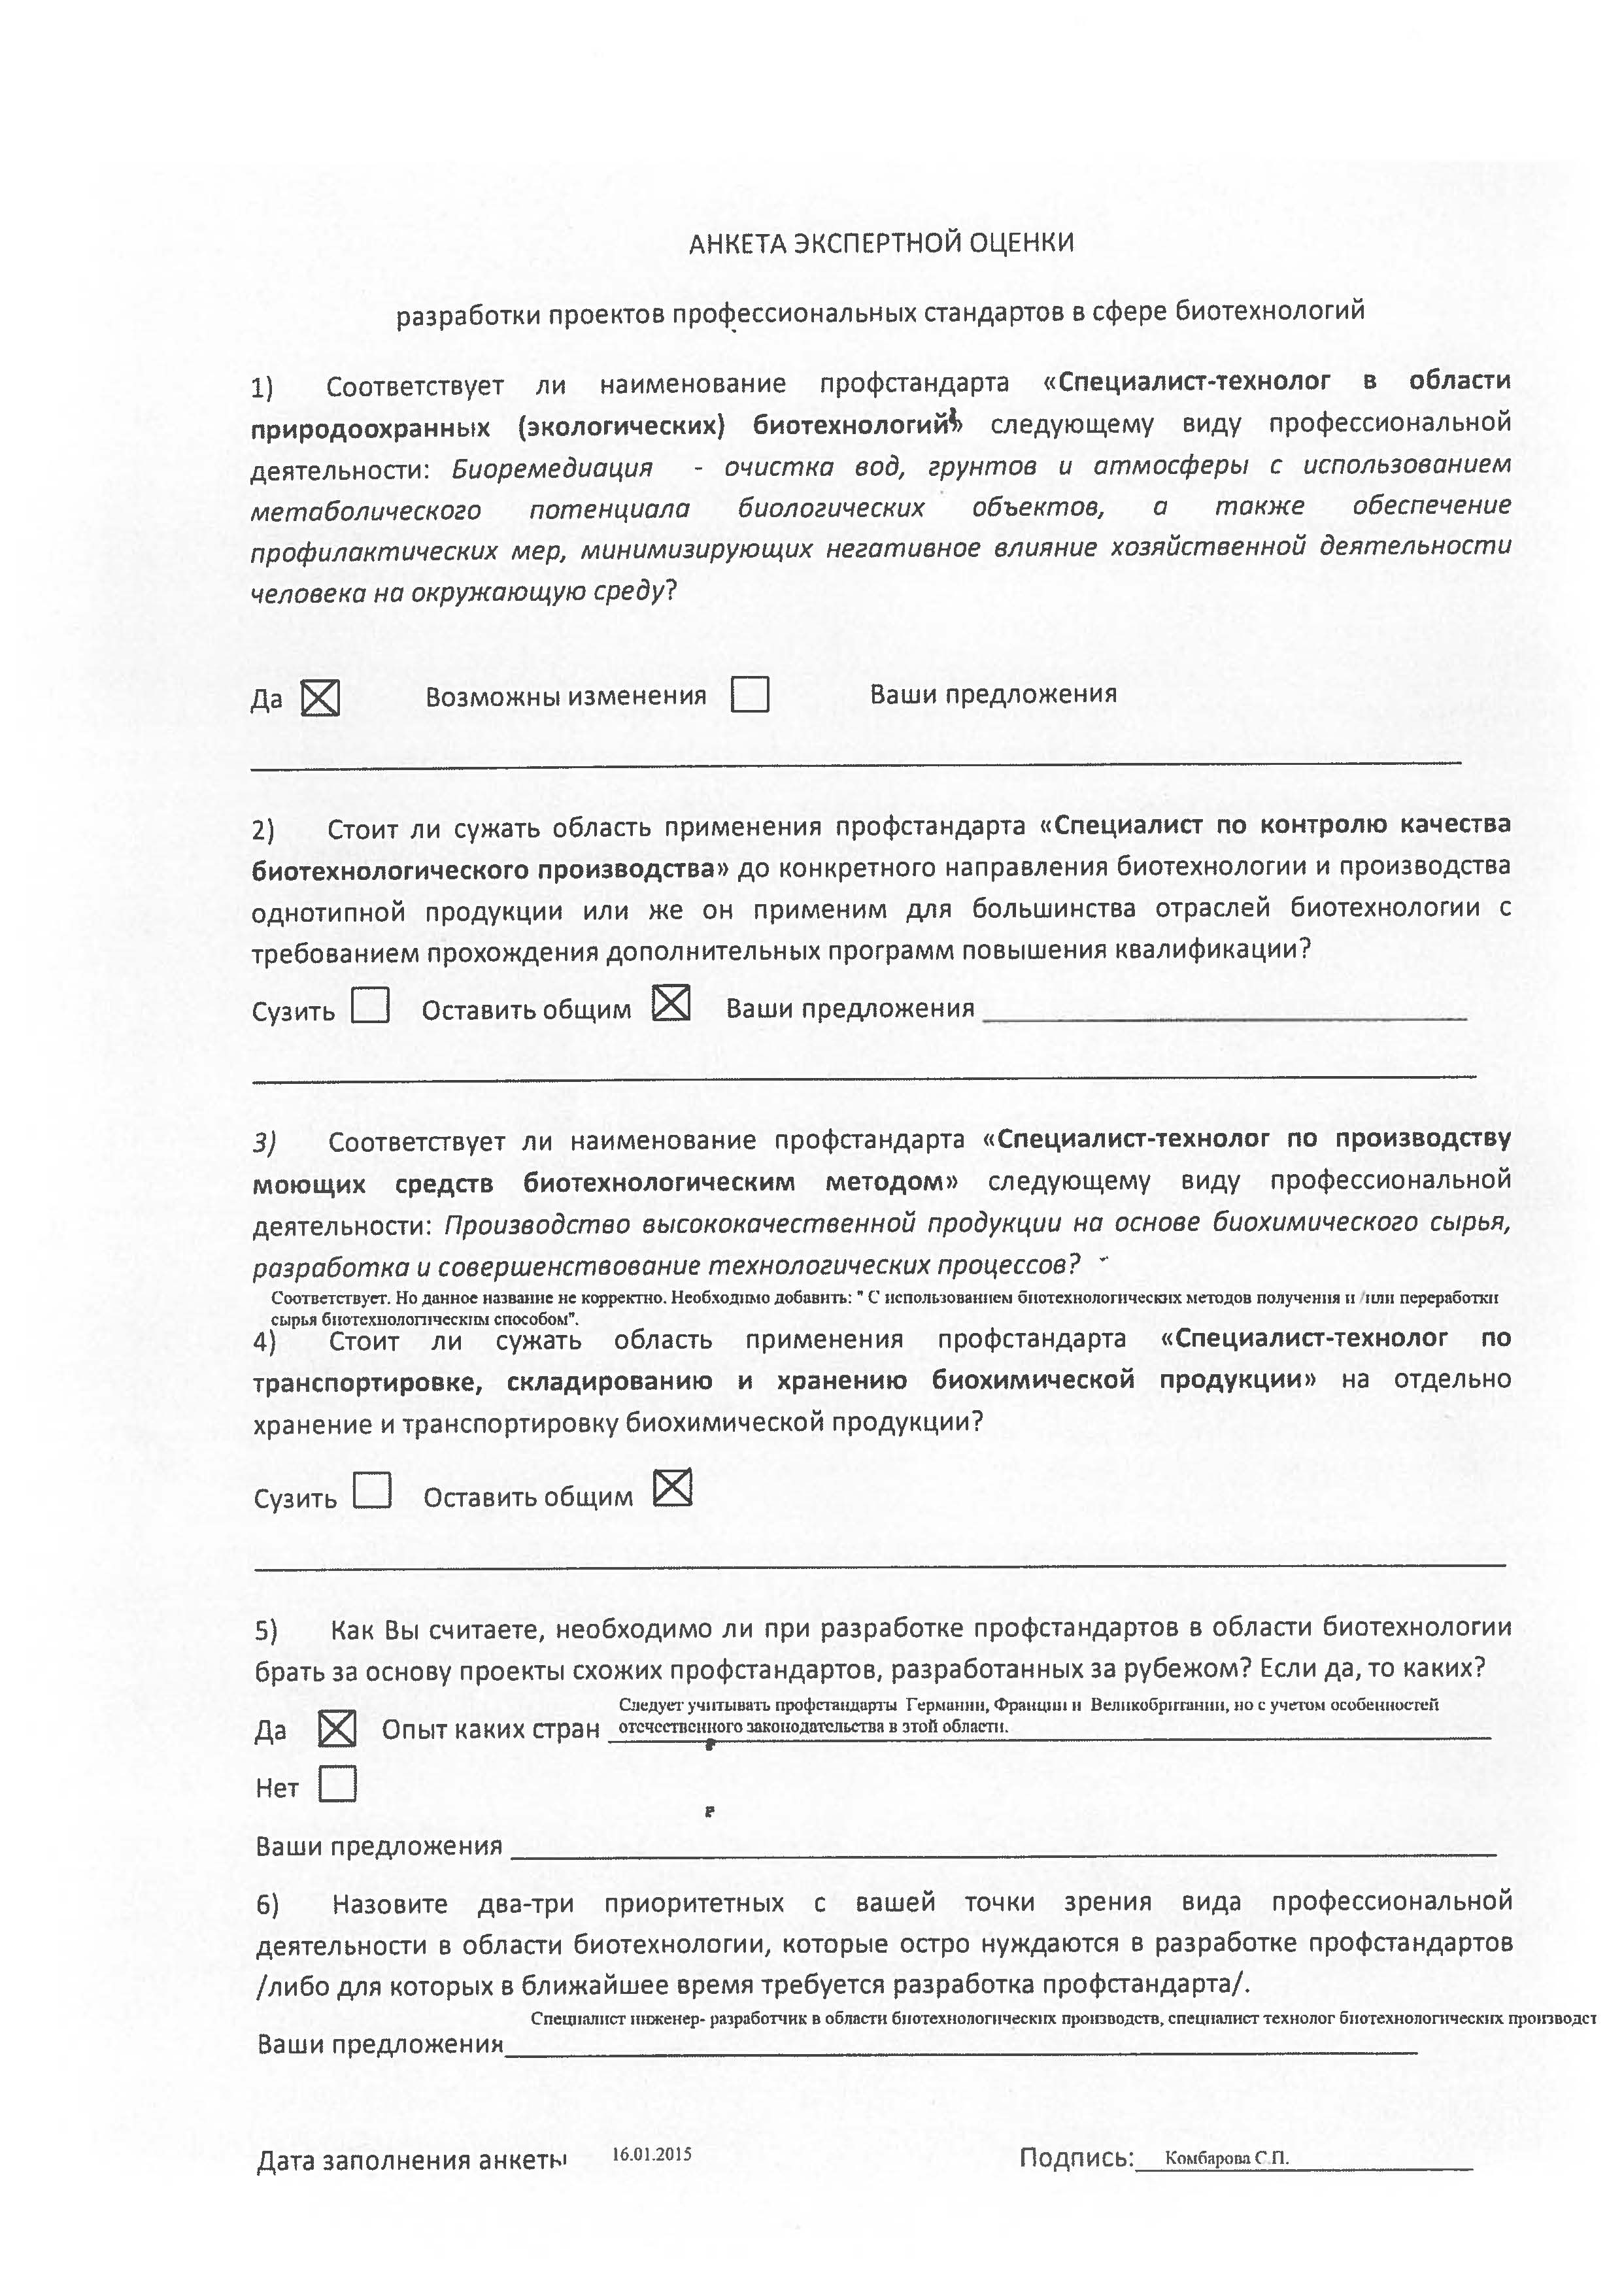 АНКЕТА ЭКСПЕРТНОЙ ОЦЕНКИ
разработки проектов профессиональных стандартов в сфере биотехнологий
1) Соответствует ли наименование профстандарта «Специалист-технолог в области
природоохранных (экологических) биотехнологий» следующему виду профессиональной
деятельности: Биоремедиация - очистка вод, грунтов и атмосферы с использованием
метаболического потенциала биологических объектов, а также обеспечение
профилактических мер, минимизирующих негативное влияние хозяйственной деятельности
человека на окружающую среду?
Да ☒ Возможны изменения ☐ Ваши предложения
2) Стоит ли сужать область применения профстандарта «Специалист по контролю качества
биотехнологического производства» до конкретного направления биотехнологии и производства
однотипной продукции или же он применим для большинства отраслей биотехнологии с
требованием прохождения дополнительных программ повышения квалификации?
Сузить ☐ Оставить общим ☒ Ваши предложения
3) Соответствует ли наименование профстандарта «Специалист-технолог по производству
моющих средств биотехнологическим методом» следующему виду профессиональной
деятельности: Производство высококачественной продукции на основе биохимического сырья,
разработка и совершенствование технологических процессов?
Соответствует. Но данное название не корректно. Необходимо добавить: " С использованием биотехнологических методов получения и /или переработки
сырья биотехнологическим способом".
4) Стоит ли сужать область применения профстандарта «Специалист-технолог по
транспортировке, складированию и хранению биохимической продукции» на отдельно
хранение и транспортировку биохимической продукции?
Сузить ☐ Оставить общим ☒
5) Как Вы считаете, необходимо ли при разработке профстандартов в области биотехнологии
брать за основу проекты схожих профстандартов, разработанных за рубежом? Если да, то каких?
Следует учитывать профстандарты Германии, Франции и Великобритании, но с учетом особенностей
Да ☒ Опыт каких стран отечественного законодательства в этой области.
Нет ☐
Ваши предложения
6) Назовите два-три приоритетных с вашей точки зрения вида профессиональной
деятельности в области биотехнологии, которые остро нуждаются в разработке профстандартов
/либо для которых в ближайшее время требуется разработка профстандарта/.
Специалист инженер- разработчик в области биотехнологических производств, специалист технолог биотехнологических производст
Ваши предложения
Дата заполнения анкеты 16.01.2015 Подпись: Комбарова С.П.